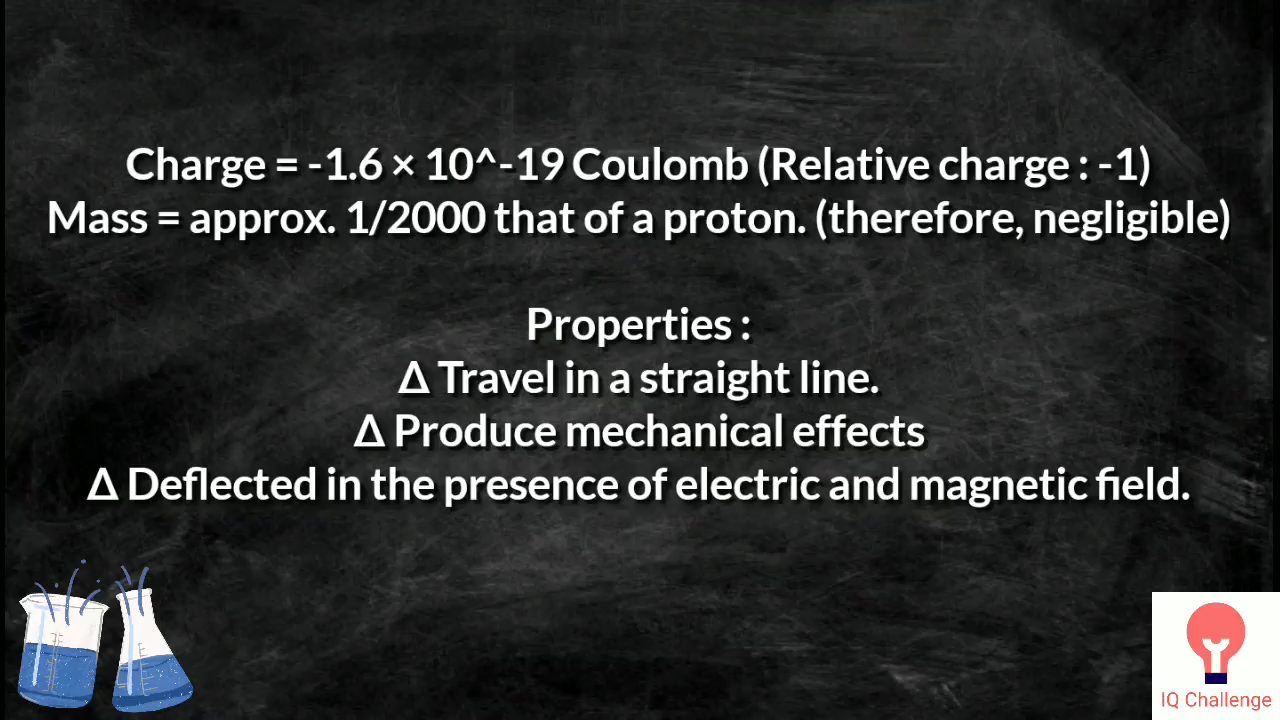 Charge = -1.6 × 10^-19 Coulomb (Relative charge : -1)
Mass = approx. 1/2000 that of a proton. (therefore, negligible)
Properties :
Δ Travel in a straight line.
Δ Produce mechanical effects
Δ Deflected in the presence of electric and magnetic field.
IQ Challenge